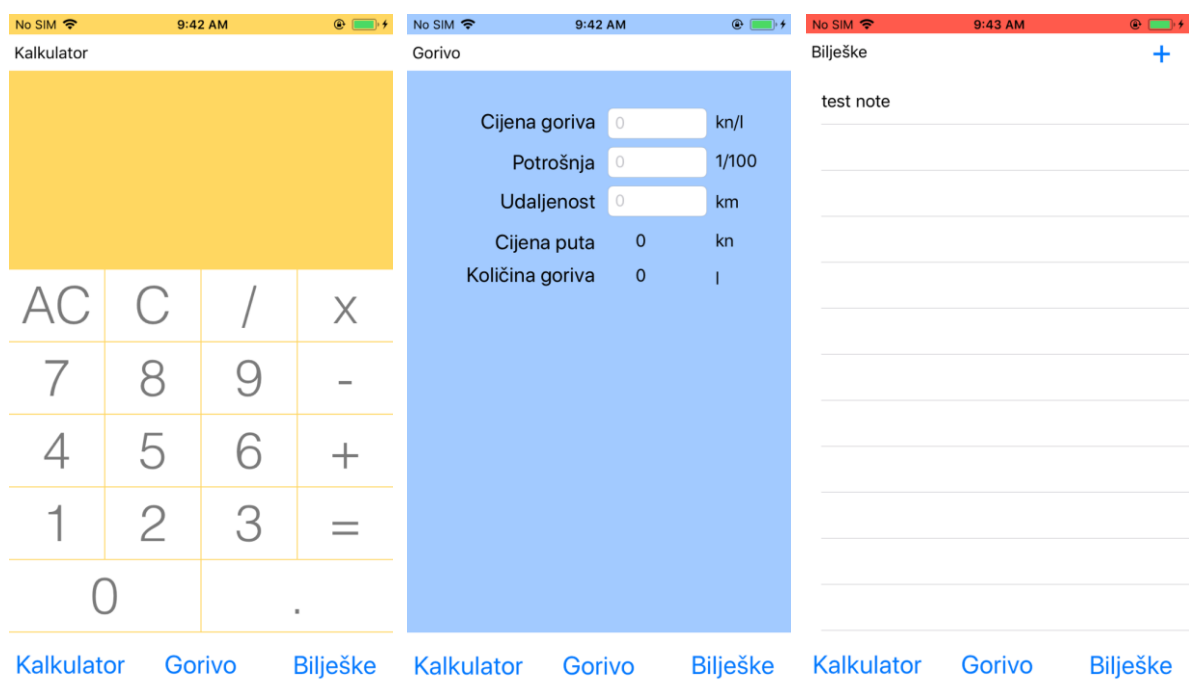 No SIM 9:42 AM
Kalkulator
AC C / x
7 8 9 -
4 5 6 +
1 2 3 =
0 .
Kalkulator Gorivo Bilješke
No SIM 9:42 AM
Gorivo
Cijena goriva 0 kn/l
Potrošnja 0 1/100
Udaljenost 0 km
Cijena puta 0 kn
Količina goriva 0 l
Kalkulator Gorivo Bilješke
No SIM 9:43 AM
Bilješke +
test note
Kalkulator Gorivo Bilješke